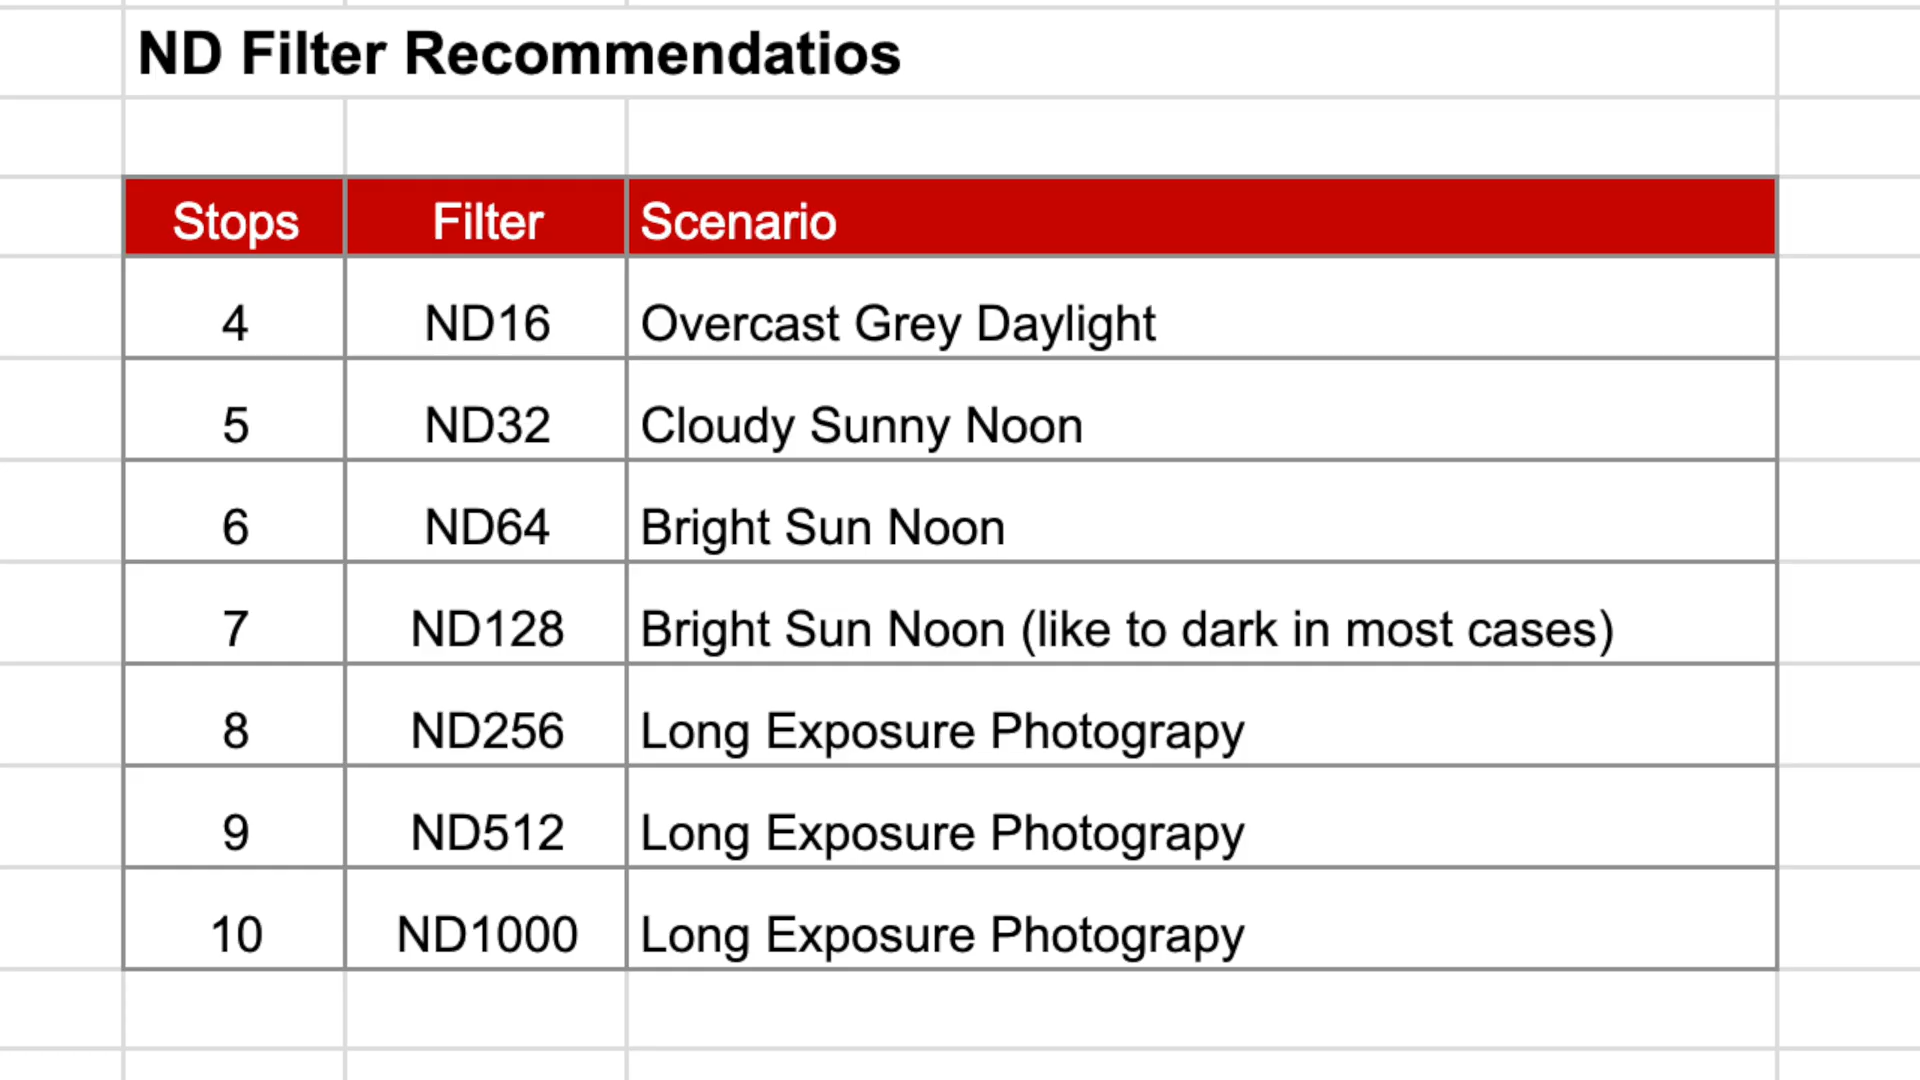 ND Filter Recommendatios
Stops Filter Scenario
4 ND16 Overcast Grey Daylight
5 ND32 Cloudy Sunny Noon
6 ND64 Bright Sun Noon
7 ND128 Bright Sun Noon (like to dark in most cases)
8 ND256 Long Exposure Photograpy
9 ND512 Long Exposure Photograpy
10 ND1000 Long Exposure Photograpy